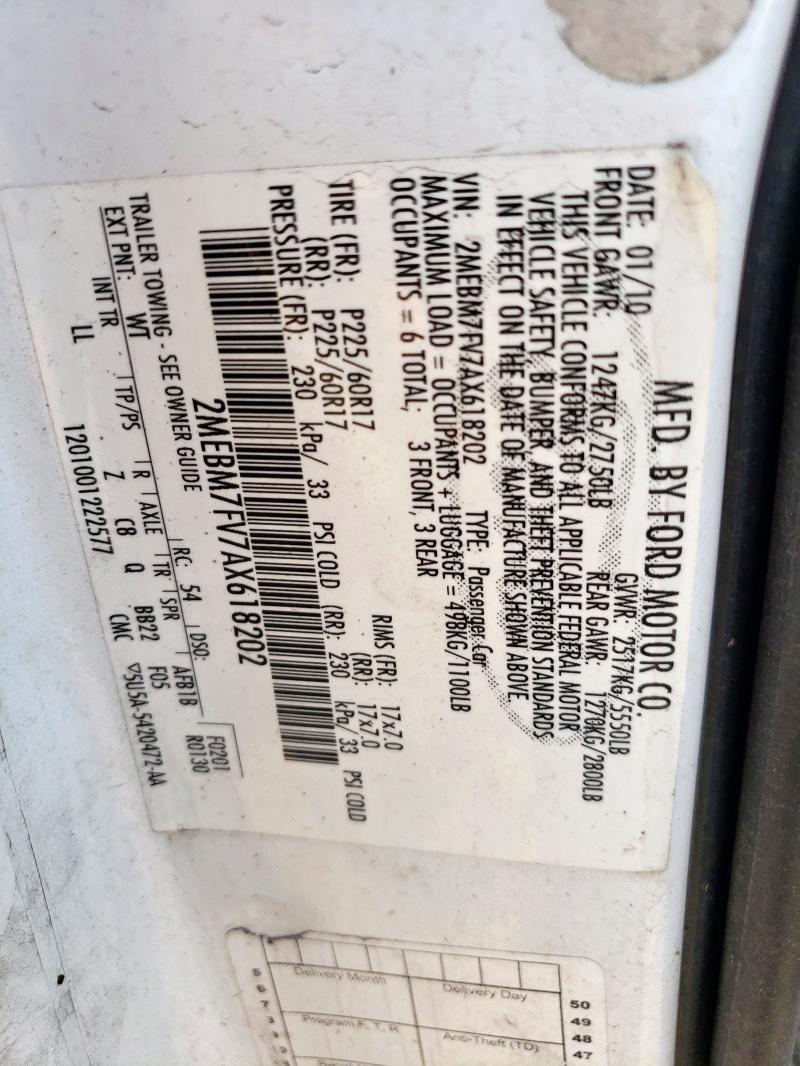 MFD. BY FORD MOTOR CO.
DATE: 01/10 GVWR: 2517KG/5550LB
FRONT GAWR: 1247KG/2750LB REAR GAWR: 1270KG/2800LB
THIS VEHICLE CONFORMS TO ALL APPLICABLE FEDERAL MOTOR
VEHICLE SAFETY, BUMPER, AND THEFT PREVENTION STANDARDS
IN EFFECT ON THE DATE OF MANUFACTURE SHOWN ABOVE.
VIN: 2MEBM7FV7AX618202 TYPE: Passenger Car
MAXIMUM LOAD = OCCUPANTS + LUGGAGE = 498KG/1100LB
OCCUPANTS = 6 TOTAL; 3 FRONT, 3 REAR
TIRE (FR): P225/60R17 RIMS (FR): 17x7.0
(RR): P225/60R17 (RR): 17x7.0
PRESSURE (FR): 230 kPa/ 33 PSI COLD (RR): 230 kPa/ 33 PSI COLD
2MEBM7FV7AX618202
TRAILER TOWING - SEE OWNER GUIDE F0201
R0130
EXT PNT: WT RC: 54 DSO: AFB1B
INT TR TP/PS R AXLE TR SPR F05
LL Z CB Q BB22
1201001222577 CMC ▽5U5A-5420472-AA
Delivery Month Delivery Day
Program F, T, R Anti-Theft (TD)
50
49
48
47